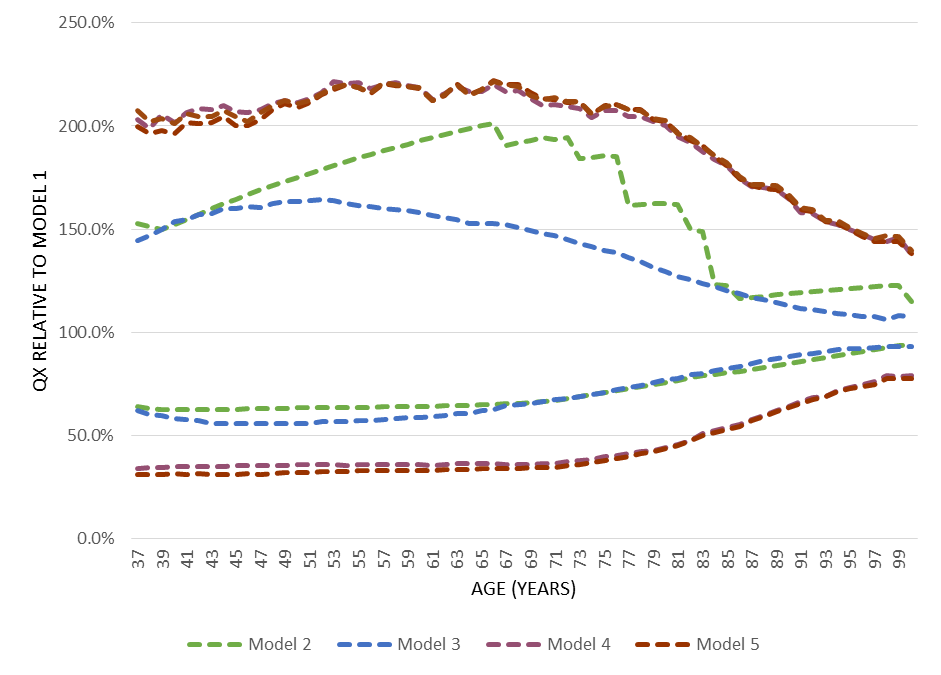 250.0%
200.0%
150.0%
100.0%
50.0%
0.0%
QX RELATIVE TO MODEL 1
37 39 41 43 45 47 49 51 53 55 57 59 61 63 65 67 69 71 73 75 77 79 81 83 85 87 89 91 93 95 97 99
AGE (YEARS)
Model 2 Model 3 Model 4 Model 5